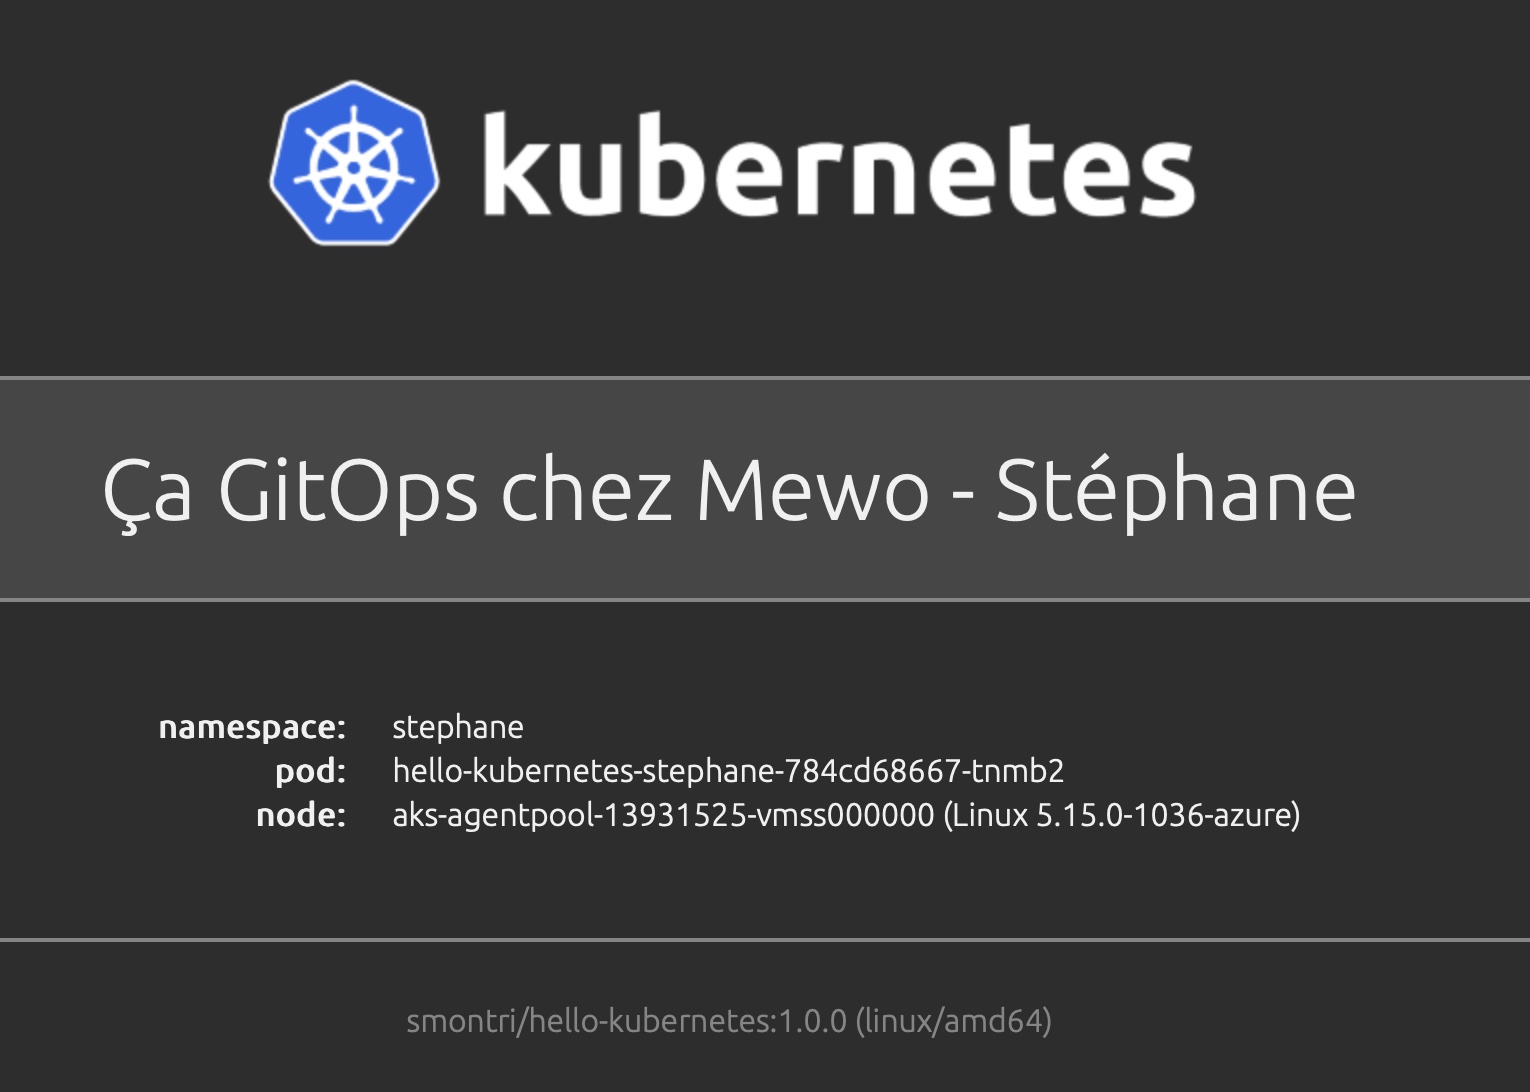 kubernetes
Ça GitOps chez Mewo - Stéphane
namespace: stephane
pod: hello-kubernetes-stephane-784cd68667-tnmb2
node: aks-agentpool-13931525-vmss000000 (Linux 5.15.0-1036-azure)
smontri/hello-kubernetes:1.0.0 (linux/amd64)